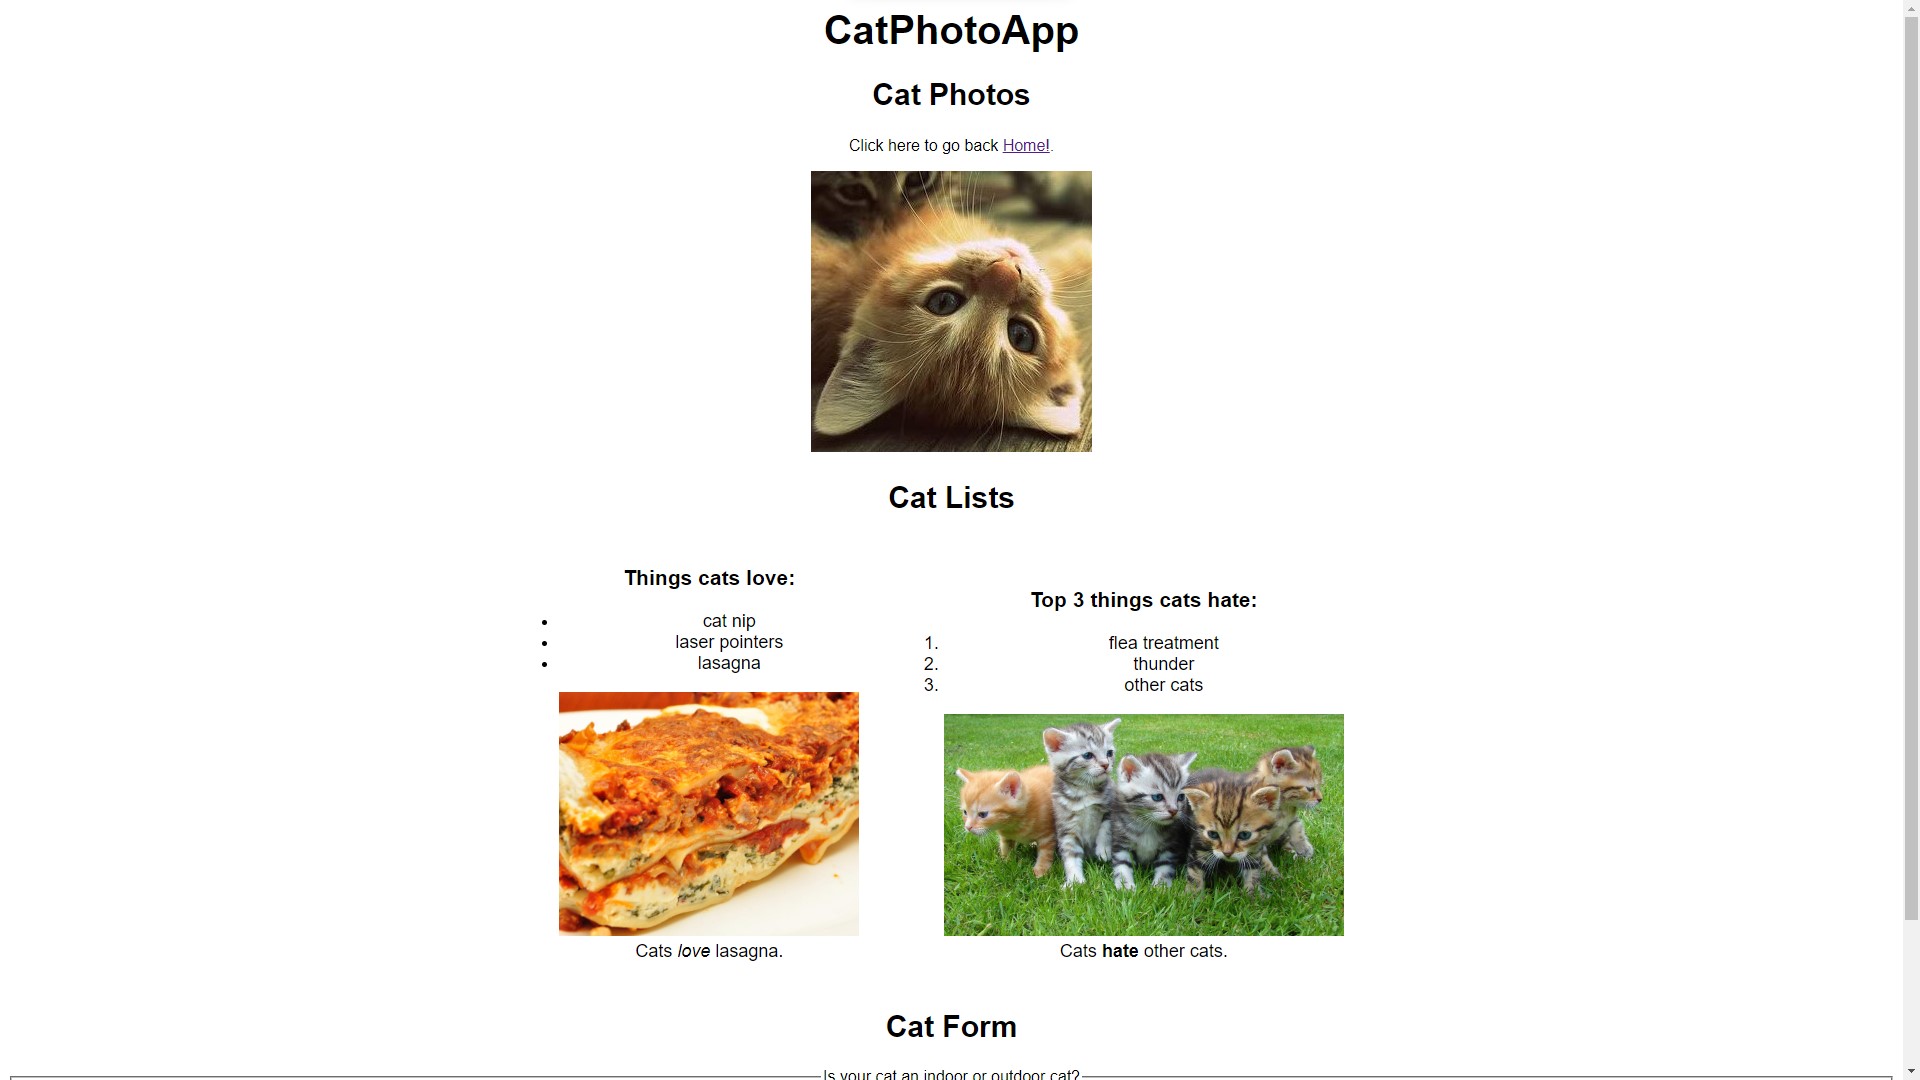 CatPhotoApp
Cat Photos
Click here to go back Home!.
Cat Lists
Things cats love:
• cat nip
• laser pointers
• lasagna
Cats love lasagna.
Top 3 things cats hate:
1. flea treatment
2. thunder
3. other cats
Cats hate other cats.
Cat Form
Is your cat an indoor or outdoor cat?